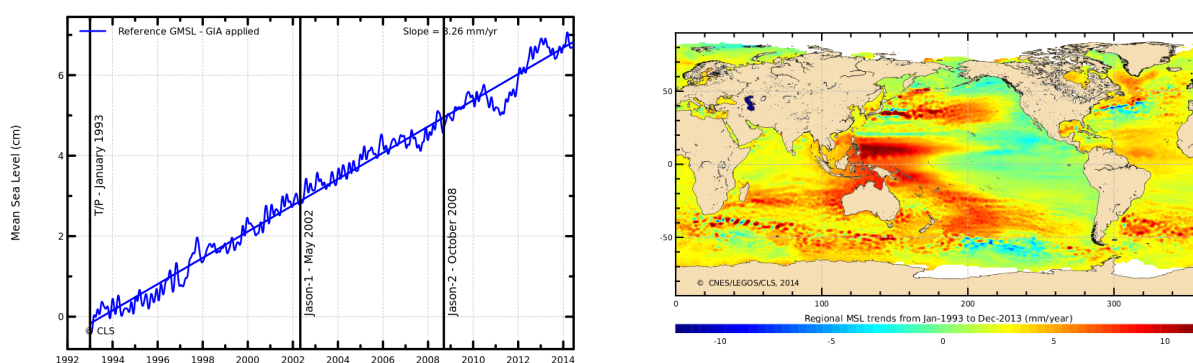 Reference GMSL - GIA applied
Slope = 3.26 mm/yr
Mean Sea Level (cm)
6
4
2
0
T/P - January 1993
Jason-1 - May 2002
Jason-2 - October 2008
© CLS
1992 1994 1996 1998 2000 2002 2004 2006 2008 2010 2012 2014
50
0
-50
© CNES/LEGOS/CLS, 2014
0 100 200 300
Regional MSL trends from Jan-1993 to Dec-2013 (mm/year)
-10 -5 0 5 10